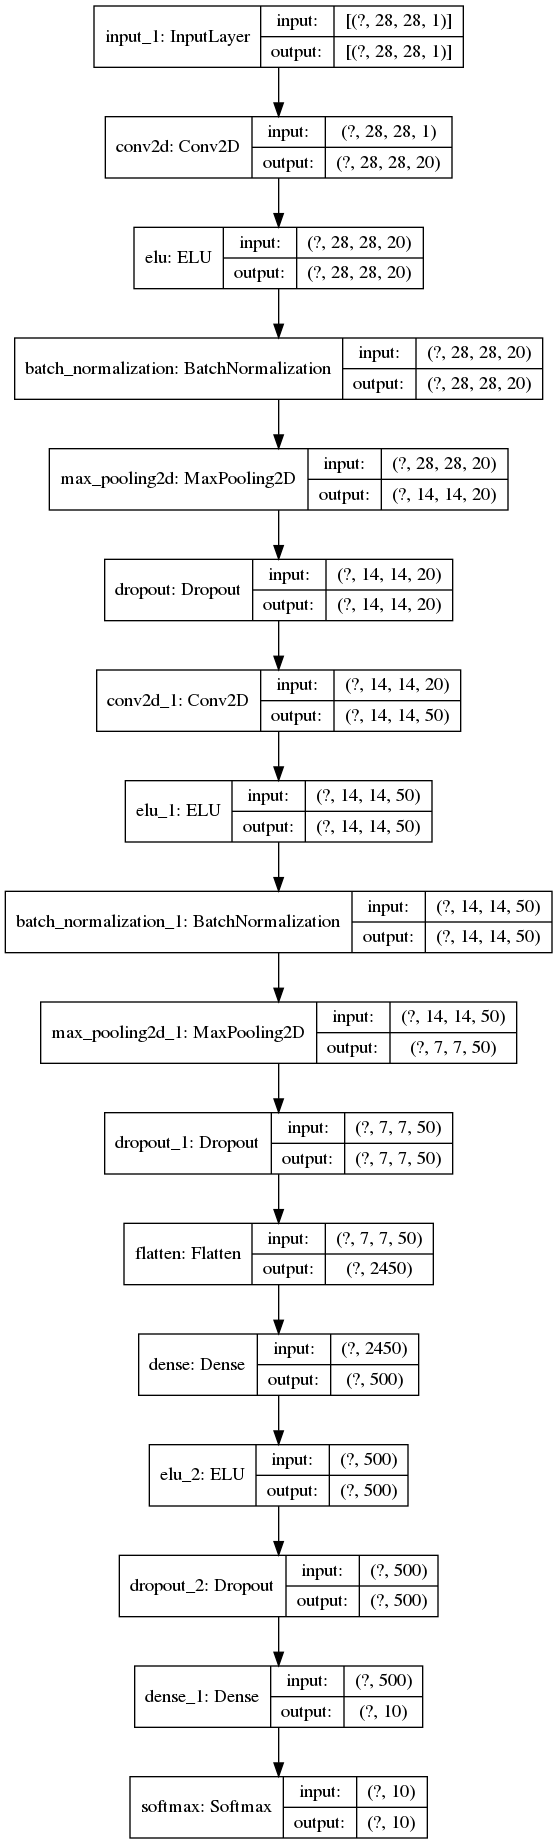 input_1: InputLayer
input: [(?, 28, 28, 1)]
output: [(?, 28, 28, 1)]
conv2d: Conv2D
input: (?, 28, 28, 1)
output: (?, 28, 28, 20)
elu: ELU
input: (?, 28, 28, 20)
output: (?, 28, 28, 20)
batch_normalization: BatchNormalization
input: (?, 28, 28, 20)
output: (?, 28, 28, 20)
max_pooling2d: MaxPooling2D
input: (?, 28, 28, 20)
output: (?, 14, 14, 20)
dropout: Dropout
input: (?, 14, 14, 20)
output: (?, 14, 14, 20)
conv2d_1: Conv2D
input: (?, 14, 14, 20)
output: (?, 14, 14, 50)
elu_1: ELU
input: (?, 14, 14, 50)
output: (?, 14, 14, 50)
batch_normalization_1: BatchNormalization
input: (?, 14, 14, 50)
output: (?, 14, 14, 50)
max_pooling2d_1: MaxPooling2D
input: (?, 14, 14, 50)
output: (?, 7, 7, 50)
dropout_1: Dropout
input: (?, 7, 7, 50)
output: (?, 7, 7, 50)
flatten: Flatten
input: (?, 7, 7, 50)
output: (?, 2450)
dense: Dense
input: (?, 2450)
output: (?, 500)
elu_2: ELU
input: (?, 500)
output: (?, 500)
dropout_2: Dropout
input: (?, 500)
output: (?, 500)
dense_1: Dense
input: (?, 500)
output: (?, 10)
softmax: Softmax
input: (?, 10)
output: (?, 10)